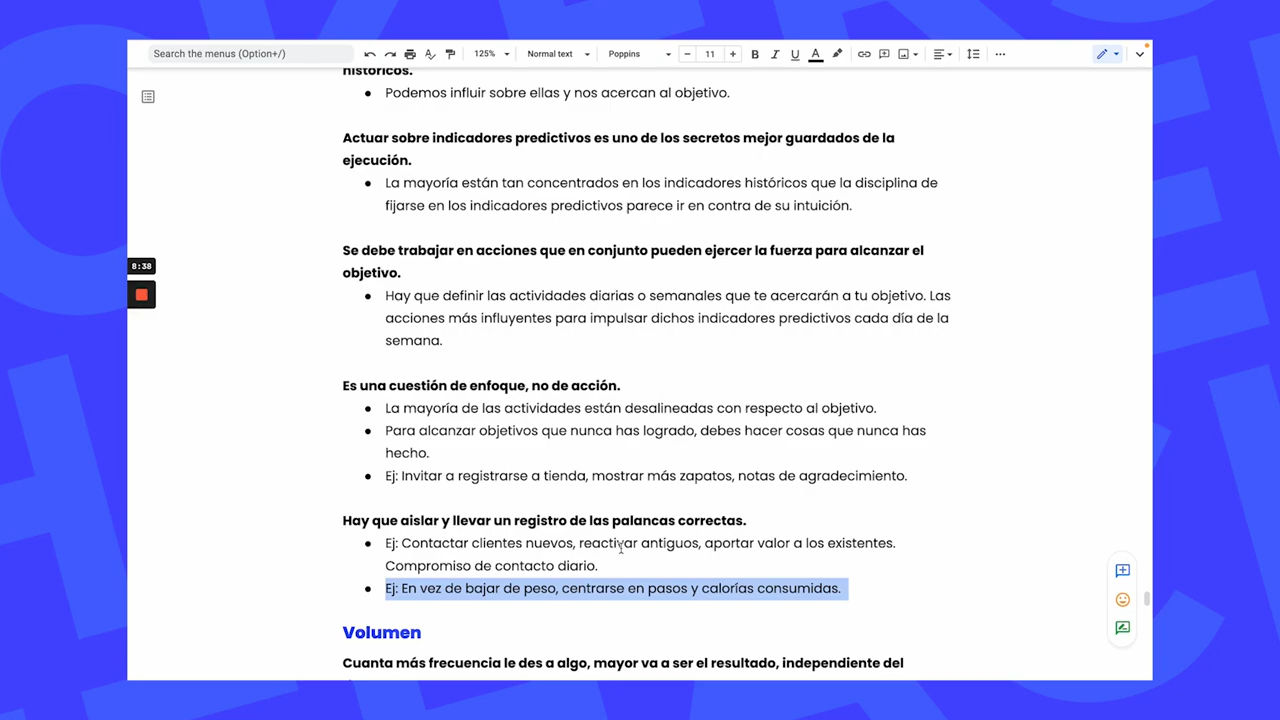 Search the menus (Option+/)
125%
Normal text
Poppins
11
B
I
U
A
históricos.
● Podemos influir sobre ellas y nos acercan al objetivo.
Actuar sobre indicadores predictivos es uno de los secretos mejor guardados de la
ejecución.
● La mayoría están tan concentrados en los indicadores históricos que la disciplina de
fijarse en los indicadores predictivos parece ir en contra de su intuición.
8:38
Se debe trabajar en acciones que en conjunto pueden ejercer la fuerza para alcanzar el
objetivo.
● Hay que definir las actividades diarias o semanales que te acercarán a tu objetivo. Las
acciones más influyentes para impulsar dichos indicadores predictivos cada día de la
semana.
Es una cuestión de enfoque, no de acción.
● La mayoría de las actividades están desalineadas con respecto al objetivo.
● Para alcanzar objetivos que nunca has logrado, debes hacer cosas que nunca has
hecho.
● Ej: Invitar a registrarse a tienda, mostrar más zapatos, notas de agradecimiento.
Hay que aislar y llevar un registro de las palancas correctas.
● Ej: Contactar clientes nuevos, reactivar antiguos, aportar valor a los existentes.
Compromiso de contacto diario.
● Ej: En vez de bajar de peso, centrarse en pasos y calorías consumidas.
Volumen
Cuanta más frecuencia le des a algo, mayor va a ser el resultado, independiente del